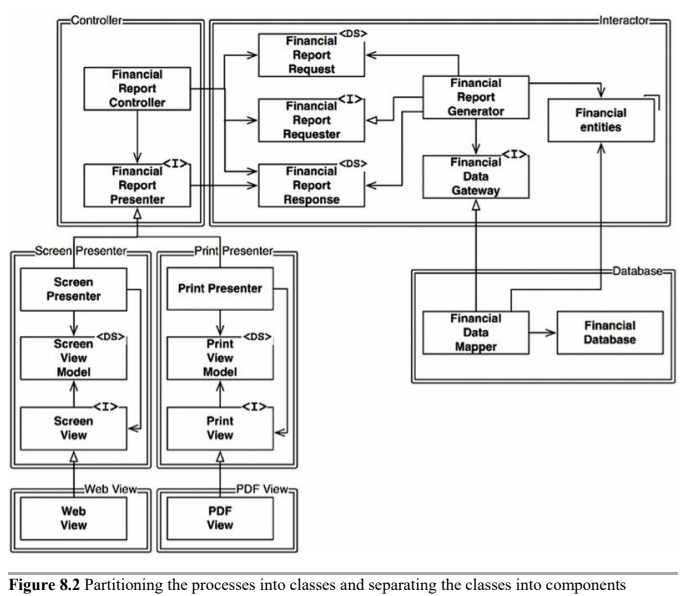 Controller
Interactor
<DS>
Financial
Report
Request
Financial
Report
Controller
<I>
Financial
Report
Requester
Financial
Report
Generator
Financial
entities
<I>
Financial
Report
Presenter
<DS>
Financial
Report
Response
<I>
Financial
Data
Gateway
Screen Presenter
Print Presenter
Database
Screen
Presenter
Print Presenter
<DS>
Screen
View
Model
<DS>
Print
View
Model
Financial
Data
Mapper
Financial
Database
<I>
Screen
View
<I>
Print
View
Web View
PDF View
Web
View
PDF
View
Figure 8.2 Partitioning the processes into classes and separating the classes into components